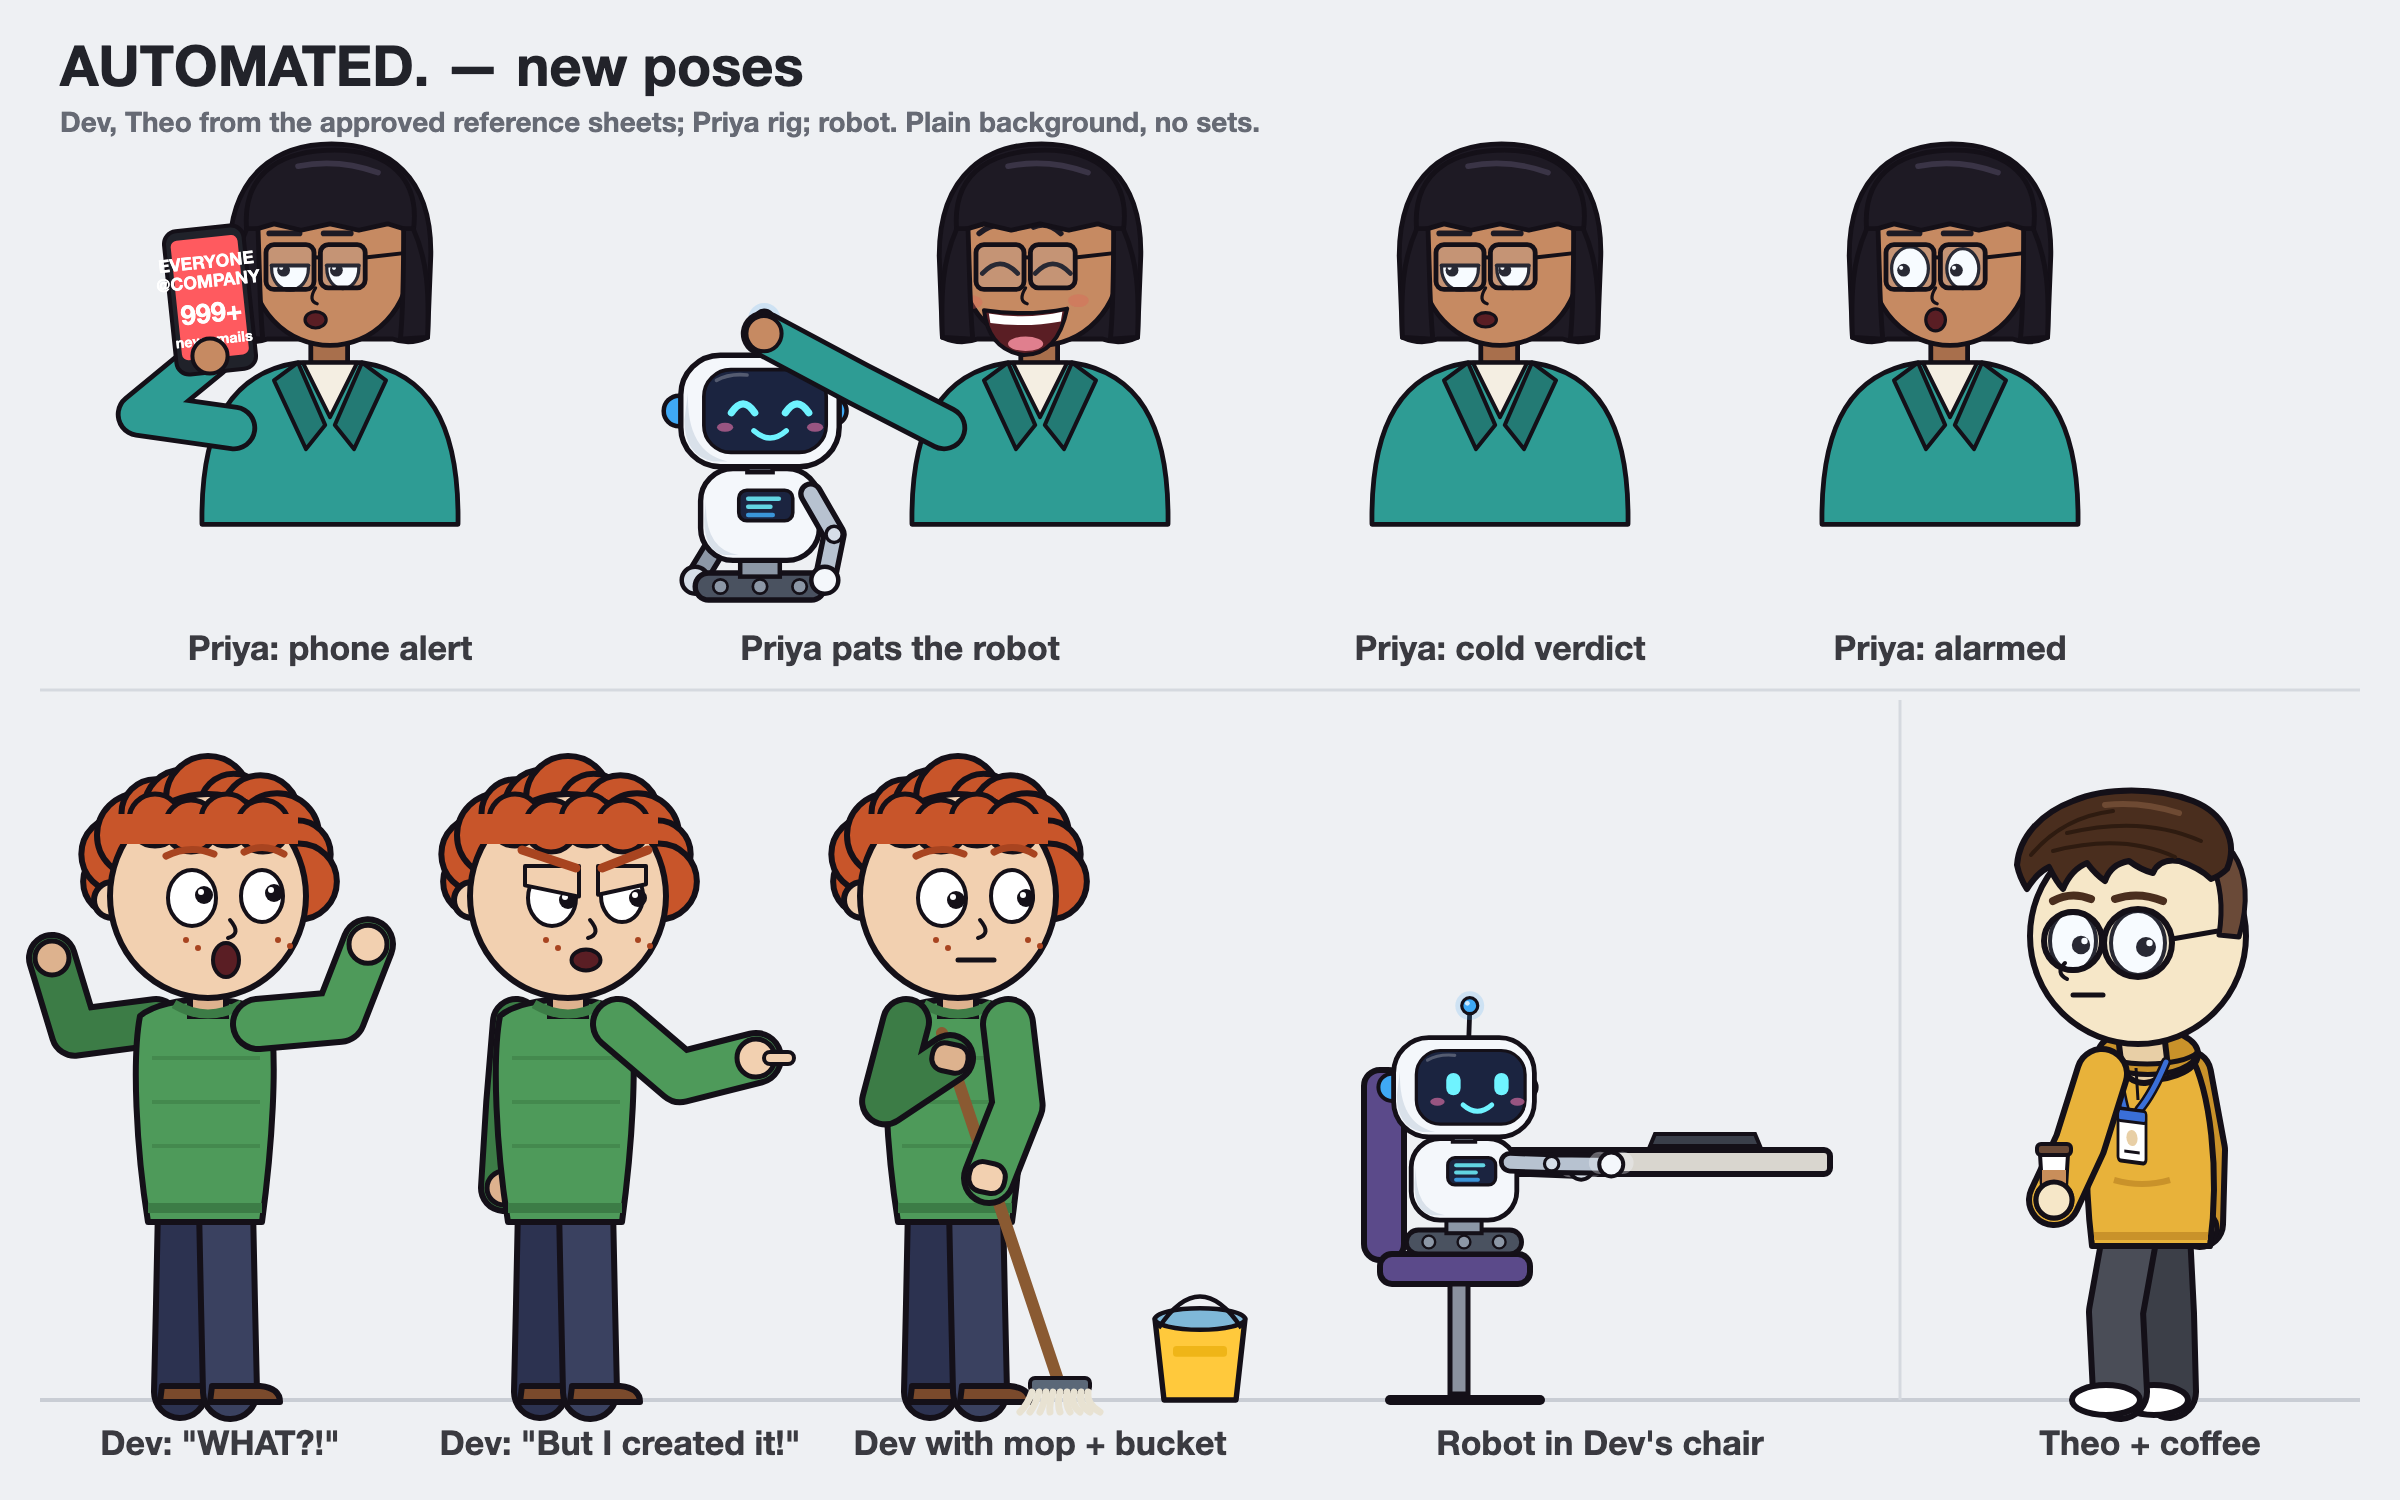 AUTOMATED. — new poses
Dev, Theo from the approved reference sheets; Priya rig; robot. Plain background, no sets.
EVERYONE
@COMPANY
999+
Priya: phone alert
Priya pats the robot
Priya: cold verdict
Priya: alarmed
Dev: "WHAT?!"
Dev: "But I created it!"
Dev with mop + bucket
Robot in Dev's chair
Theo + coffee